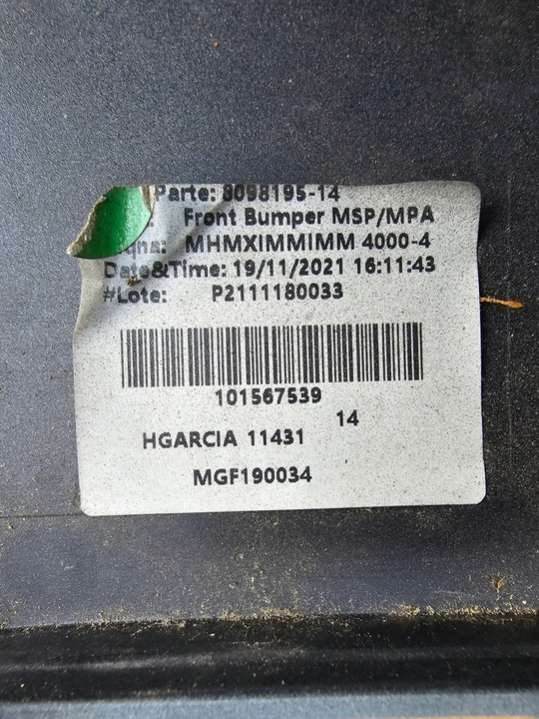 Parte: 8098195-14
Front Bumper MSP/MPA
MHMXIMMIMM 4000-4
Date&Time: 19/11/2021 16:11:43
#Lote: P2111180033
101567539
14
HGARCIA 11431
MGF190034